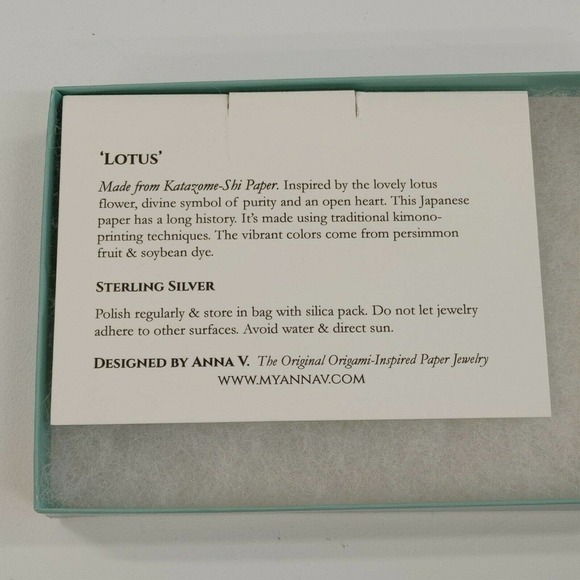 ‘LOTUS’
Made from Katazome-Shi Paper. Inspired by the lovely lotus
flower, divine symbol of purity and an open heart. This Japanese
paper has a long history. It’s made using traditional kimono-
printing techniques. The vibrant colors come from persimmon
fruit & soybean dye.
STERLING SILVER
Polish regularly & store in bag with silica pack. Do not let jewelry
adhere to other surfaces. Avoid water & direct sun.
DESIGNED BY ANNA V. The Original Origami-Inspired Paper Jewelry
WWW.MYANNAV.COM